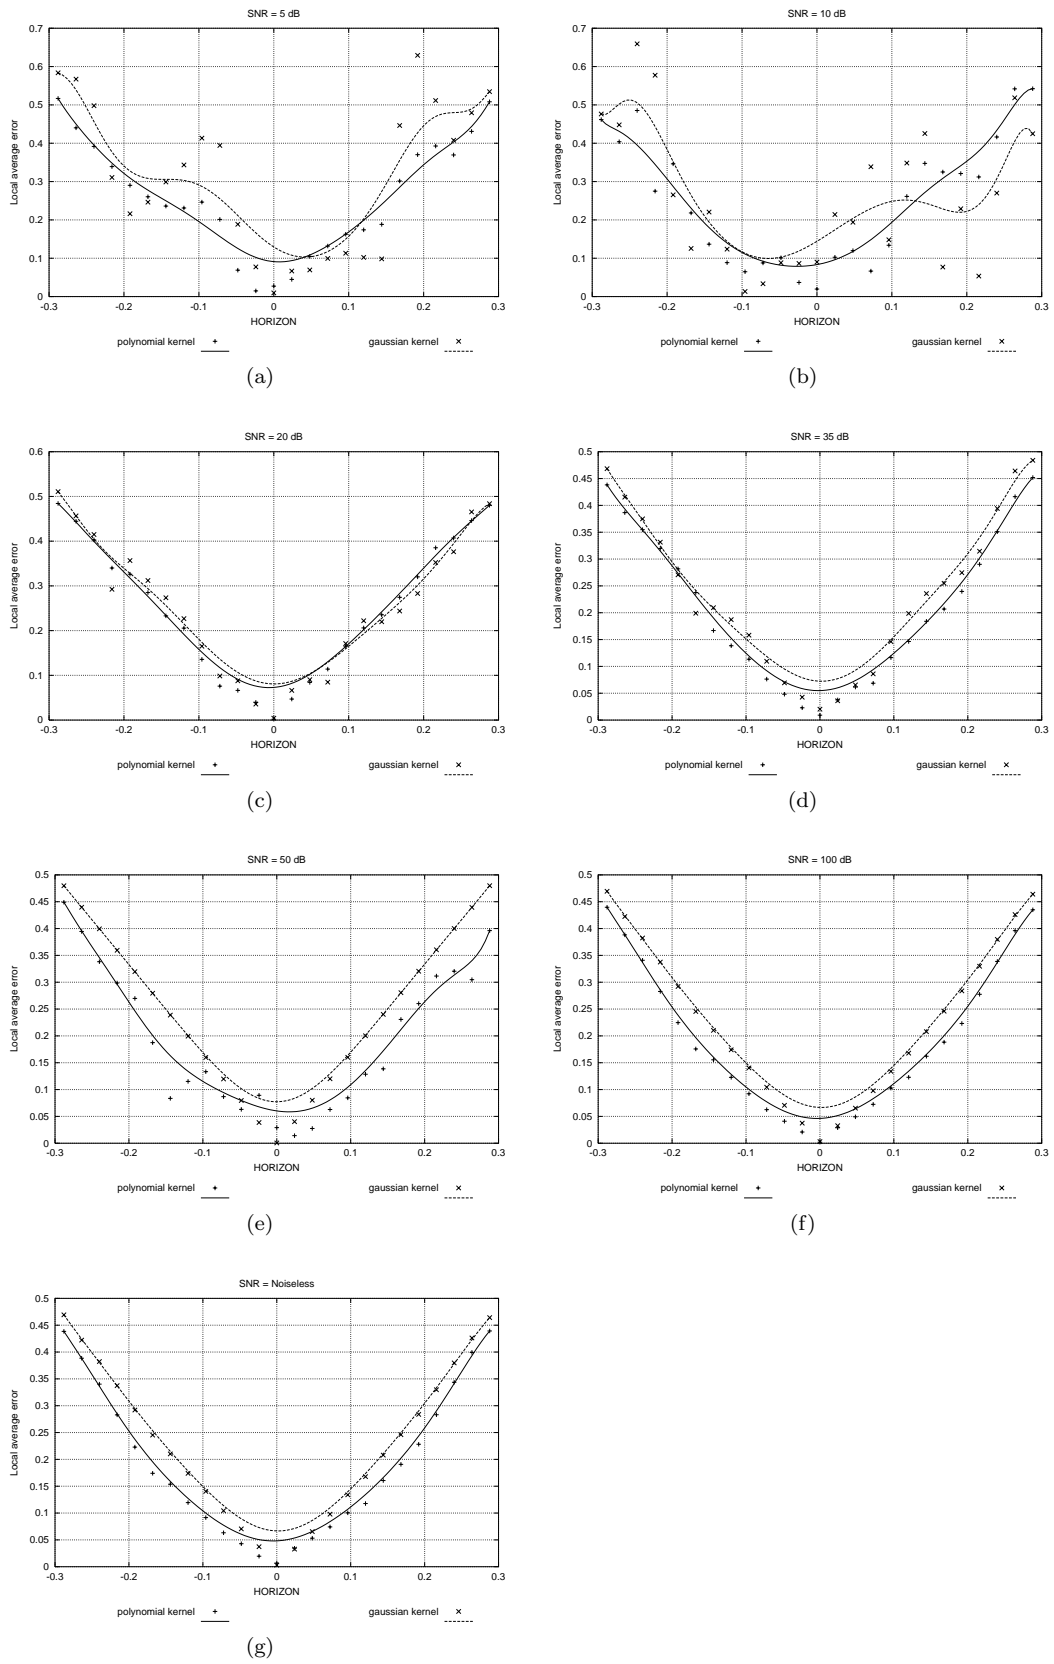 SNR = 5 dB
0.7
0.6
0.5
0.4
0.3
0.2
0.1
0
Local average error
-0.3 -0.2 -0.1 0 0.1 0.2 0.3
HORIZON
polynomial kernel gaussian kernel
(a)
SNR = 10 dB
0.7
0.6
0.5
0.4
0.3
0.2
0.1
0
Local average error
-0.3 -0.2 -0.1 0 0.1 0.2 0.3
HORIZON
polynomial kernel gaussian kernel
(b)
SNR = 20 dB
0.6
0.5
0.4
0.3
0.2
0.1
0
Local average error
-0.3 -0.2 -0.1 0 0.1 0.2 0.3
HORIZON
polynomial kernel gaussian kernel
(c)
SNR = 35 dB
0.5
0.45
0.4
0.35
0.3
0.25
0.2
0.15
0.1
0.05
0
Local average error
-0.3 -0.2 -0.1 0 0.1 0.2 0.3
HORIZON
polynomial kernel gaussian kernel
(d)
SNR = 50 dB
0.5
0.45
0.4
0.35
0.3
0.25
0.2
0.15
0.1
0.05
0
Local average error
-0.3 -0.2 -0.1 0 0.1 0.2 0.3
HORIZON
polynomial kernel gaussian kernel
(e)
SNR = 100 dB
0.5
0.45
0.4
0.35
0.3
0.25
0.2
0.15
0.1
0.05
0
Local average error
-0.3 -0.2 -0.1 0 0.1 0.2 0.3
HORIZON
polynomial kernel gaussian kernel
(f)
SNR = Noiseless
0.5
0.45
0.4
0.35
0.3
0.25
0.2
0.15
0.1
0.05
0
Local average error
-0.3 -0.2 -0.1 0 0.1 0.2 0.3
HORIZON
polynomial kernel gaussian kernel
(g)